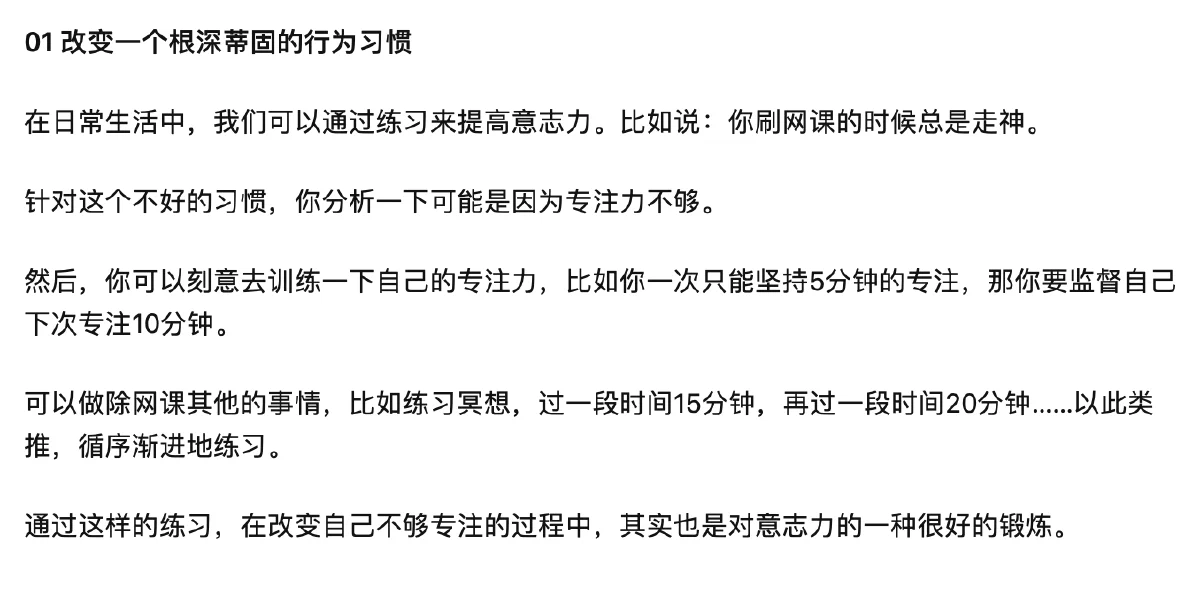 01 改变一个根深蒂固的行为习惯
在日常生活中，我们可以通过练习来提高意志力。比如说：你刷网课的时候总是走神。
针对这个不好的习惯，你分析一下可能是因为专注力不够。
然后，你可以刻意去训练一下自己的专注力，比如你一次只能坚持5分钟的专注，那你要监督自己
下次专注10分钟。
可以做除网课其他的事情，比如练习冥想，过一段时间15分钟，再过一段时间20分钟……以此类
推，循序渐进地练习。
通过这样的练习，在改变自己不够专注的过程中，其实也是对意志力的一种很好的锻炼。